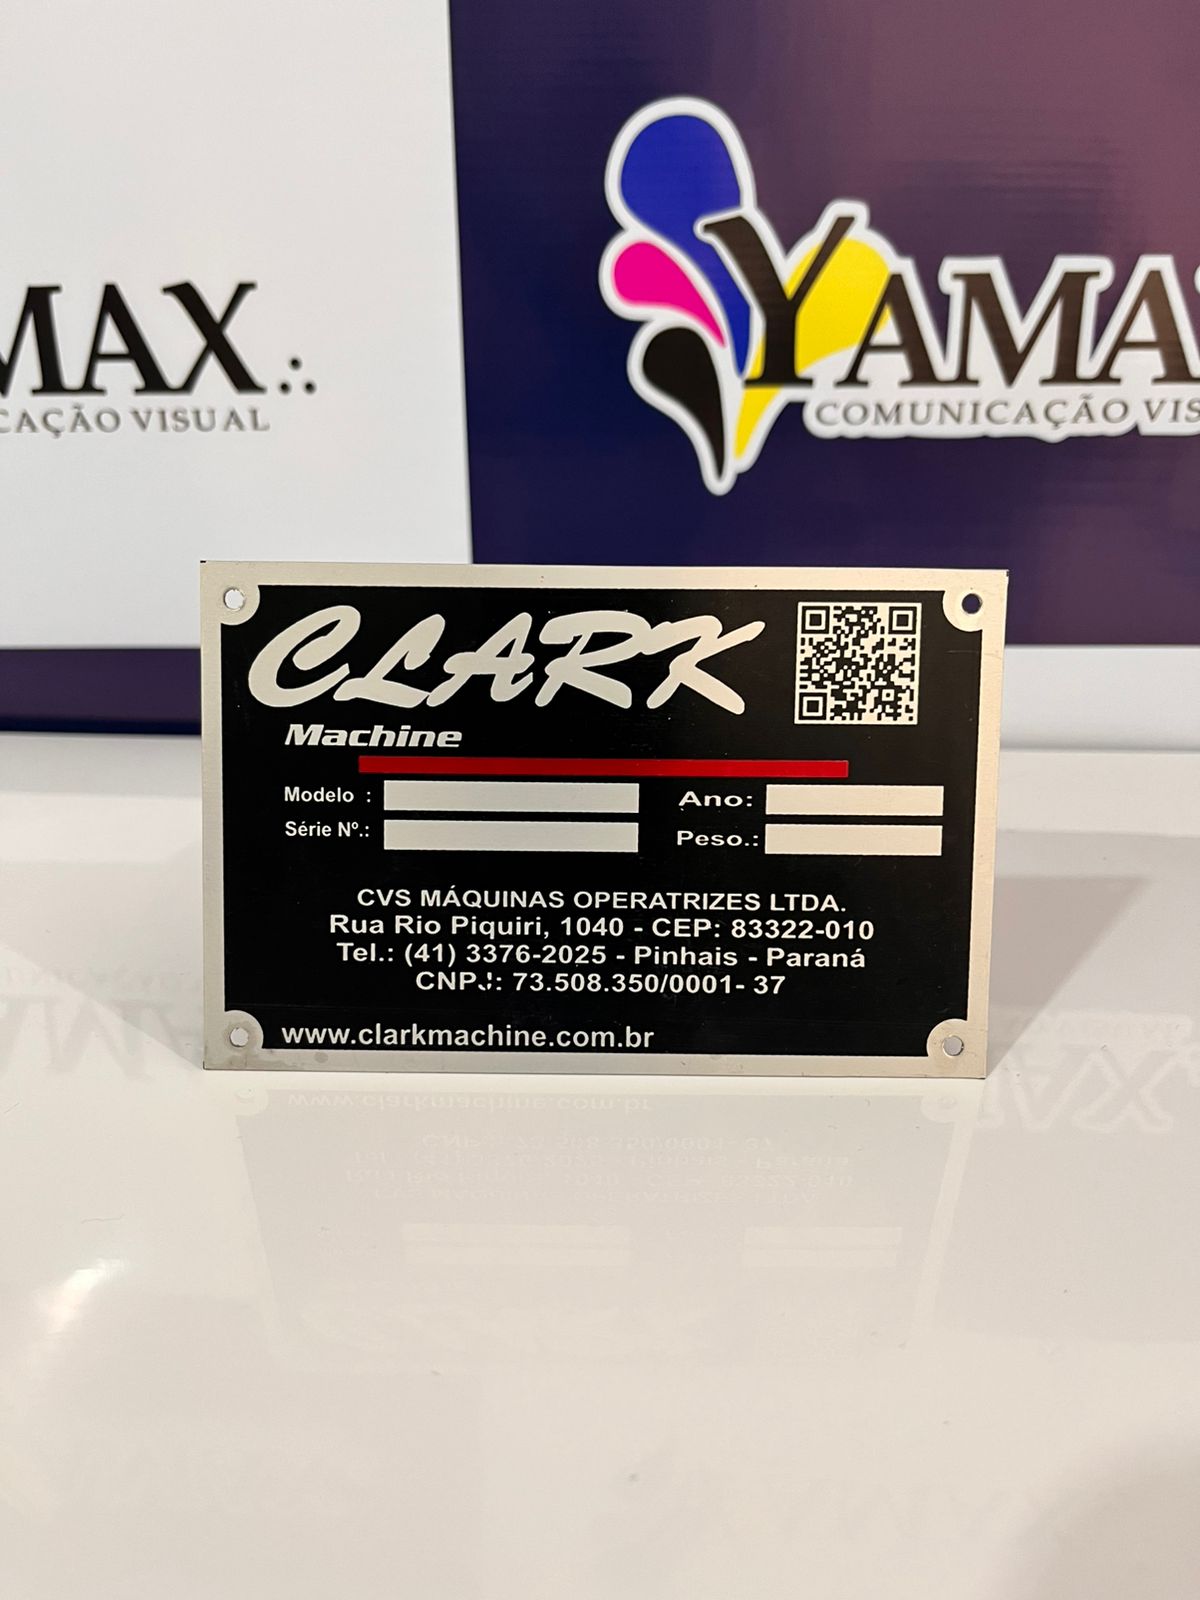 MAX.:
CAÇÃO VISUAL
YAMA
COMUNICAÇÃO VIS
CLARK
Machine
Modelo :
Ano:
Série Nº.:
Peso.:
CVS MÁQUINAS OPERATRIZES LTDA.
Rua Rio Piquiri, 1040 - CEP: 83322-010
Tel.: (41) 3376-2025 - Pinhais - Paraná
CNPJ: 73.508.350/0001- 37
www.clarkmachine.com.br